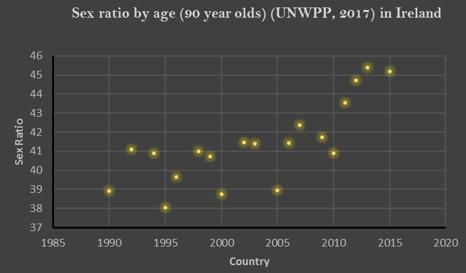 Sex ratio by age (90 year olds) (UNWPP, 2017) in Ireland
46
45
44
43
42
41
40
39
38
37
Sex Ratio
1985 1990 1995 2000 2005 2010 2015 2020
Country